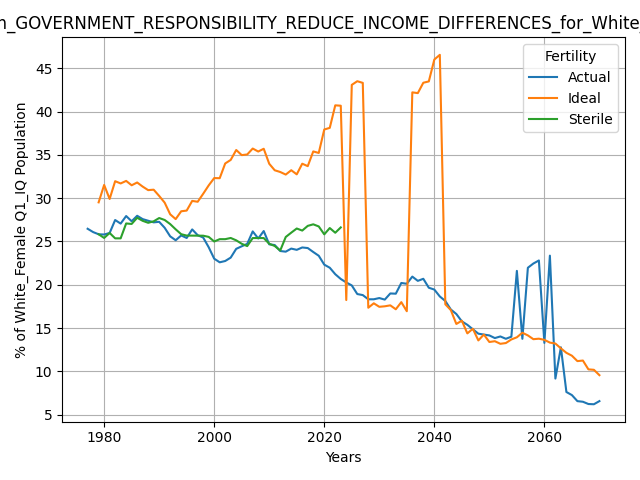 n_GOVERNMENT_RESPONSIBILITY_REDUCE_INCOME_DIFFERENCES_for_White_
% of White_Female Q1_IQ Population
45
40
35
30
25
20
15
10
5
Fertility
Actual
Ideal
Sterile
1980 2000 2020 2040 2060
Years